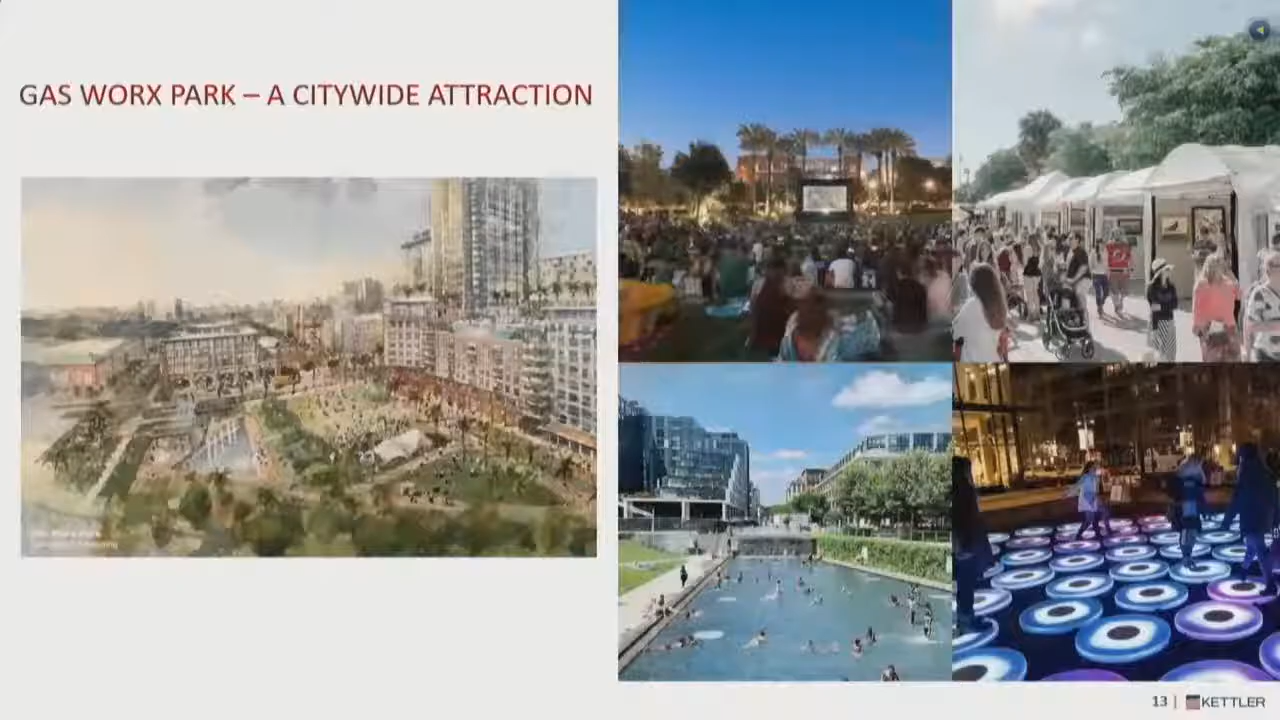 GAS WORX PARK – A CITYWIDE ATTRACTION
13 | KETTLER